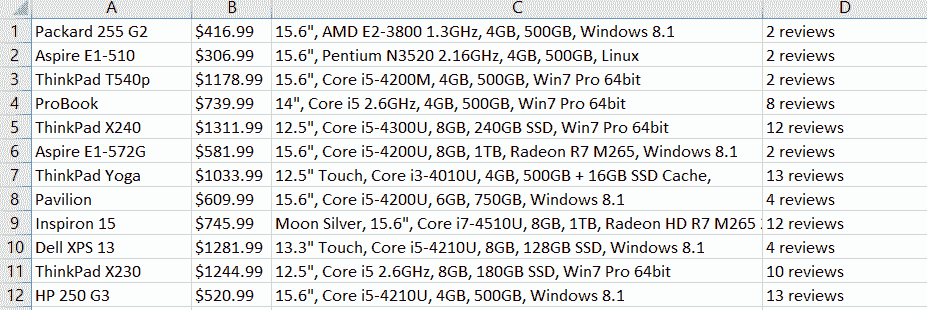 A B C D
1 Packard 255 G2 $416.99 15.6", AMD E2-3800 1.3GHz, 4GB, 500GB, Windows 8.1 2 reviews
2 Aspire E1-510 $306.99 15.6", Pentium N3520 2.16GHz, 4GB, 500GB, Linux 2 reviews
3 ThinkPad T540p $1178.99 15.6", Core i5-4200M, 4GB, 500GB, Win7 Pro 64bit 2 reviews
4 ProBook $739.99 14", Core i5 2.6GHz, 4GB, 500GB, Win7 Pro 64bit 8 reviews
5 ThinkPad X240 $1311.99 12.5", Core i5-4300U, 8GB, 240GB SSD, Win7 Pro 64bit 12 reviews
6 Aspire E1-572G $581.99 15.6", Core i5-4200U, 8GB, 1TB, Radeon R7 M265, Windows 8.1 2 reviews
7 ThinkPad Yoga $1033.99 12.5" Touch, Core i3-4010U, 4GB, 500GB + 16GB SSD Cache, 13 reviews
8 Pavilion $609.99 15.6", Core i5-4200U, 6GB, 750GB, Windows 8.1 4 reviews
9 Inspiron 15 $745.99 Moon Silver, 15.6", Core i7-4510U, 8GB, 1TB, Radeon HD R7 M265 12 reviews
10 Dell XPS 13 $1281.99 13.3" Touch, Core i5-4210U, 8GB, 128GB SSD, Windows 8.1 4 reviews
11 ThinkPad X230 $1244.99 12.5", Core i5 2.6GHz, 8GB, 180GB SSD, Win7 Pro 64bit 10 reviews
12 HP 250 G3 $520.99 15.6", Core i5-4210U, 4GB, 500GB, Windows 8.1 13 reviews